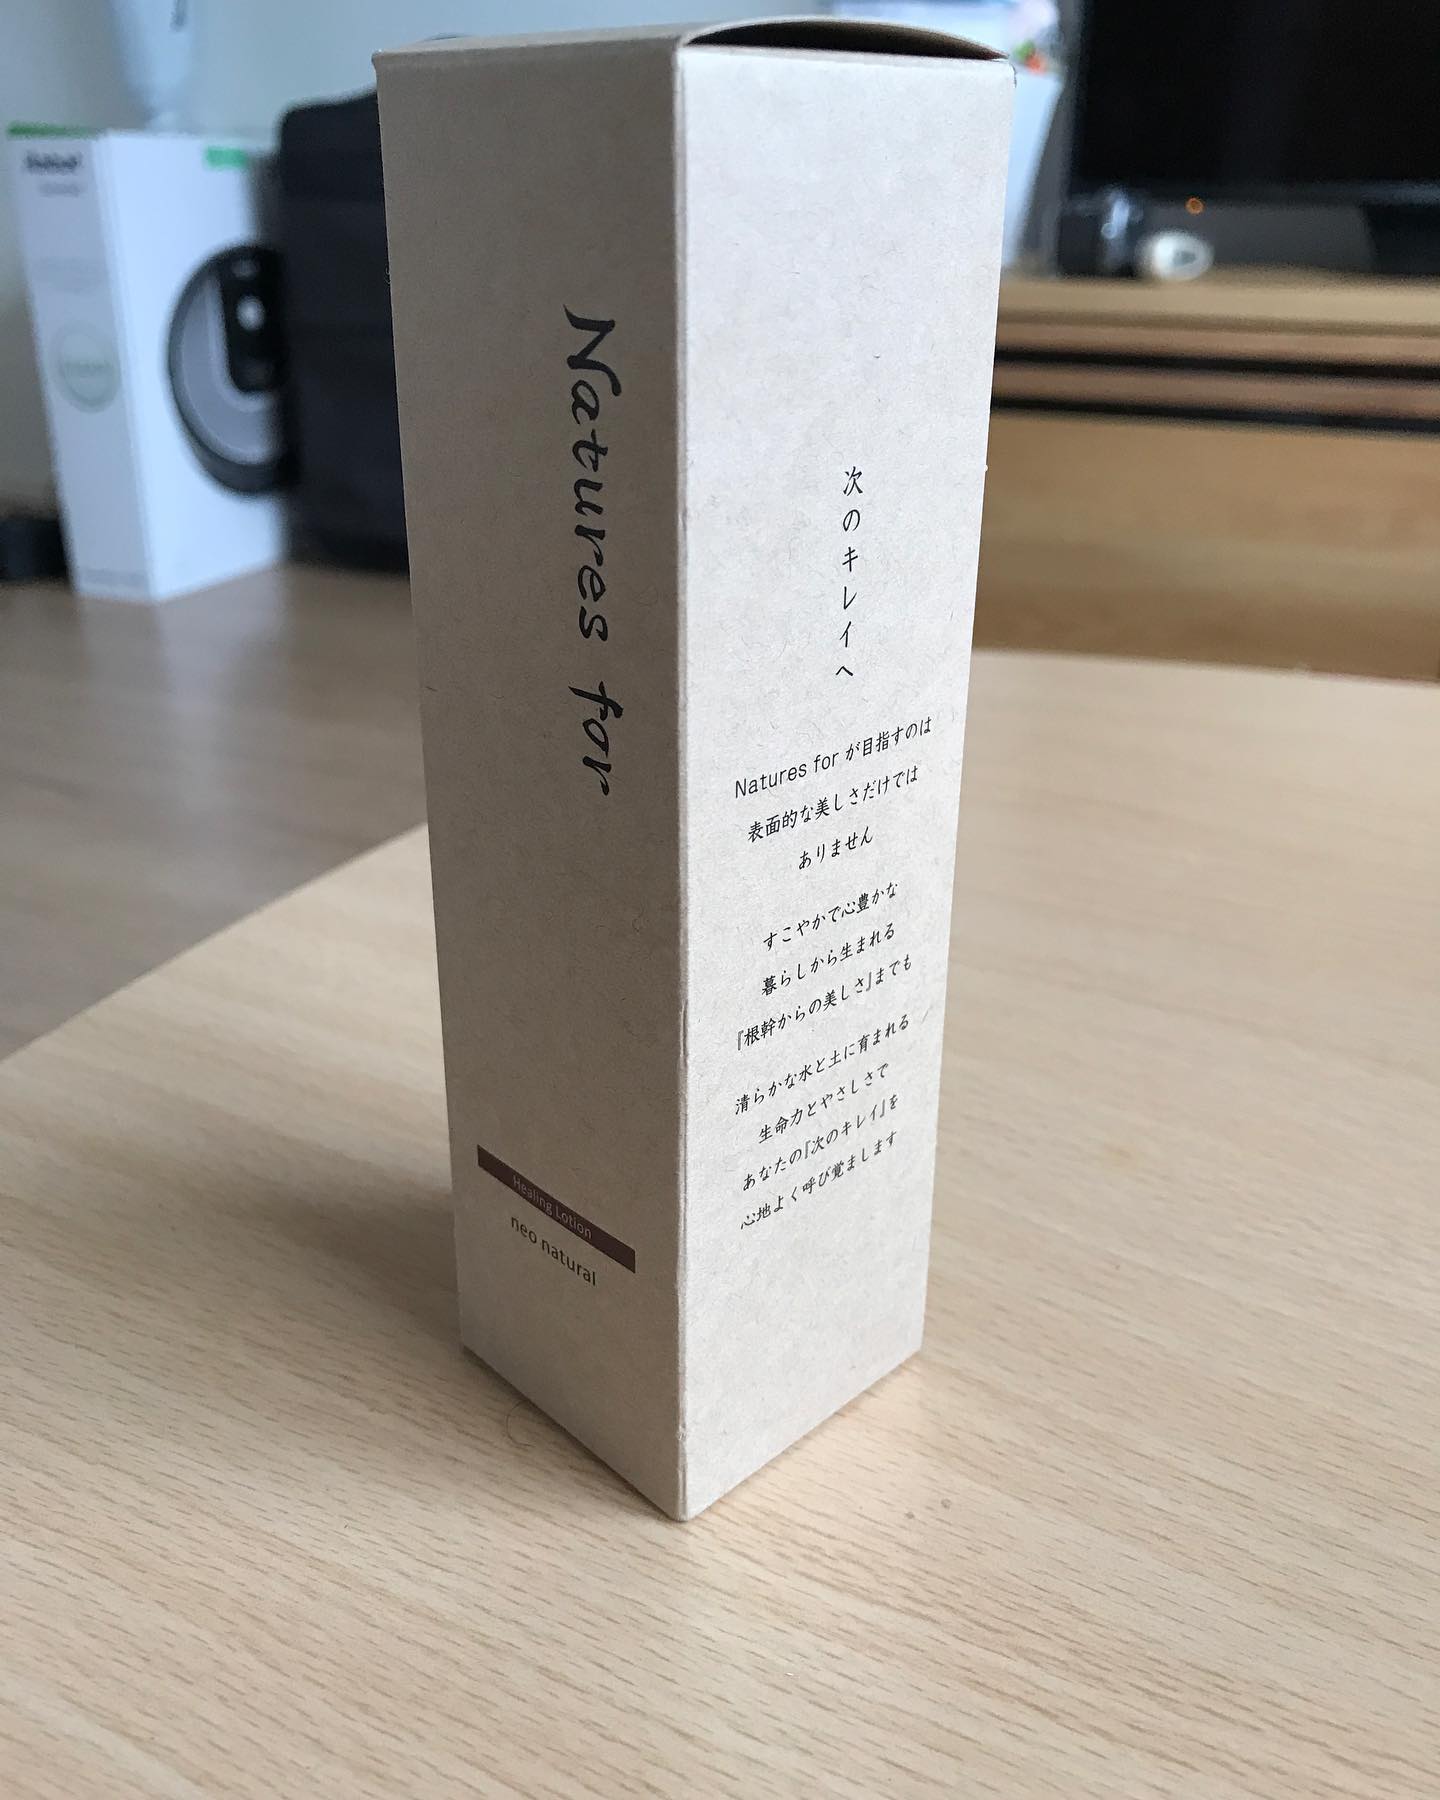 Natures for
Healing Lotion
neo natural
次のキレイへ
Natures for が目指すのは
表面的な美しさだけでは
ありません
すこやかで心豊かな
暮らしから生まれる
『根幹からの美しさ』までも
清らかな水と土に育まれる
生命力とやさしさで
あなたの『次のキレイ』を
心地よく呼び覚まします